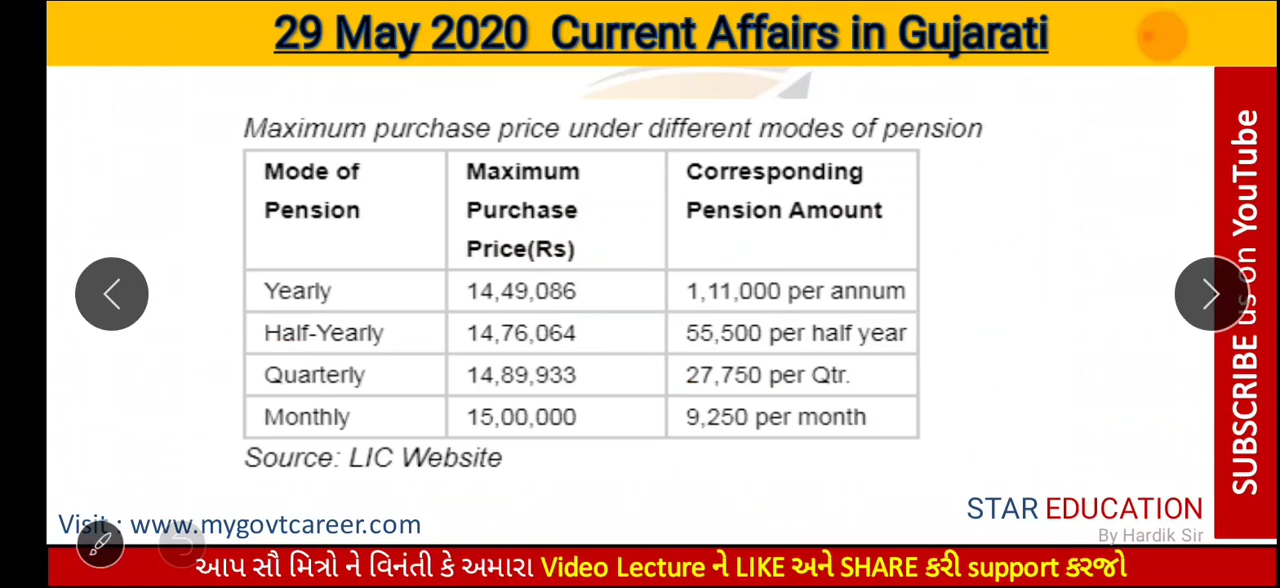 29 May 2020 Current Affairs in Gujarati
Maximum purchase price under different modes of pension
Mode of Pension Maximum Purchase Price(Rs) Corresponding Pension Amount
Yearly 14,49,086 1,11,000 per annum
Half-Yearly 14,76,064 55,500 per half year
Quarterly 14,89,933 27,750 per Qtr.
Monthly 15,00,000 9,250 per month
Source: LIC Website
SUBSCRIBE us on YouTube
STAR EDUCATION
By Hardik Sir
Visit : www.mygovtcareer.com
આપ સૌ મિત્રો ને વિનંતી કે અમારા Video Lecture ને LIKE અને SHARE કરી support કરજો